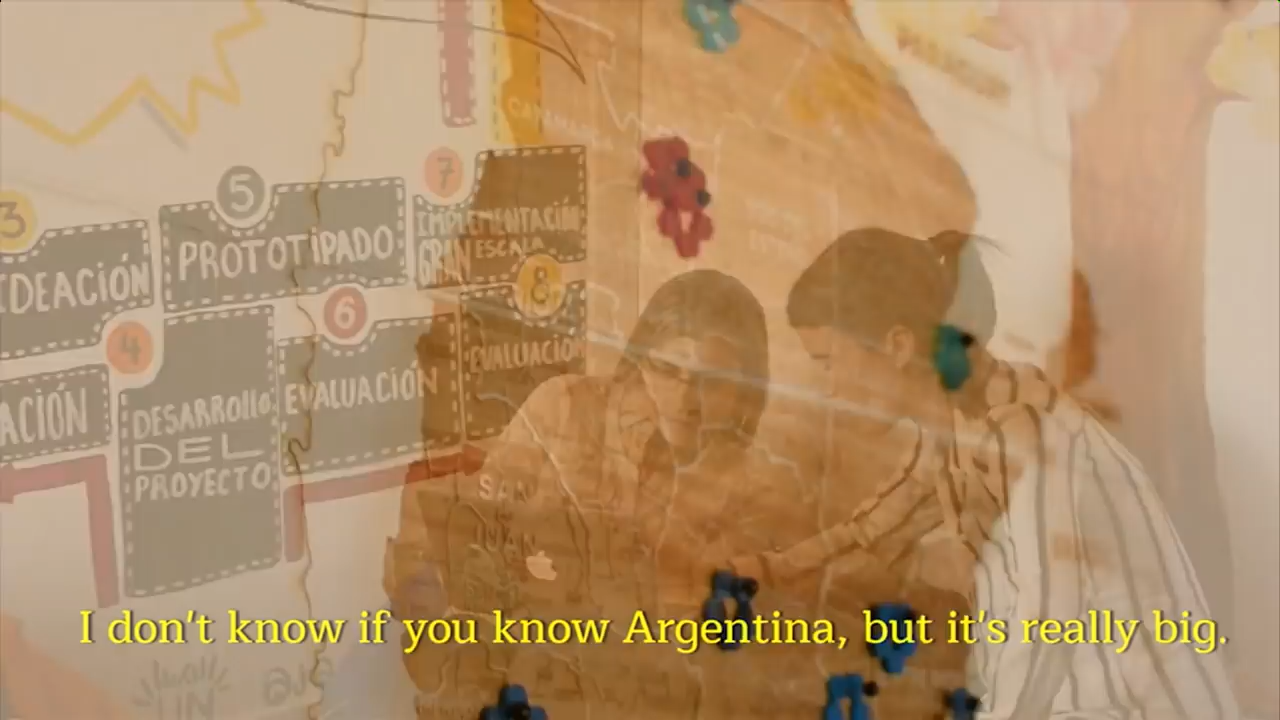 CATAMARCA
7
5
IMPLEMENTACIÓN
GRAN ESCALA
3
PROTOTIPADO
IDEACIÓN
8
6
4
EVALUACIÓN
EVALUACIÓN
ACIÓN
DESARROLLO
DEL
PROYECTO
SAN
JUAN
I don't know if you know Argentina, but it's really big.